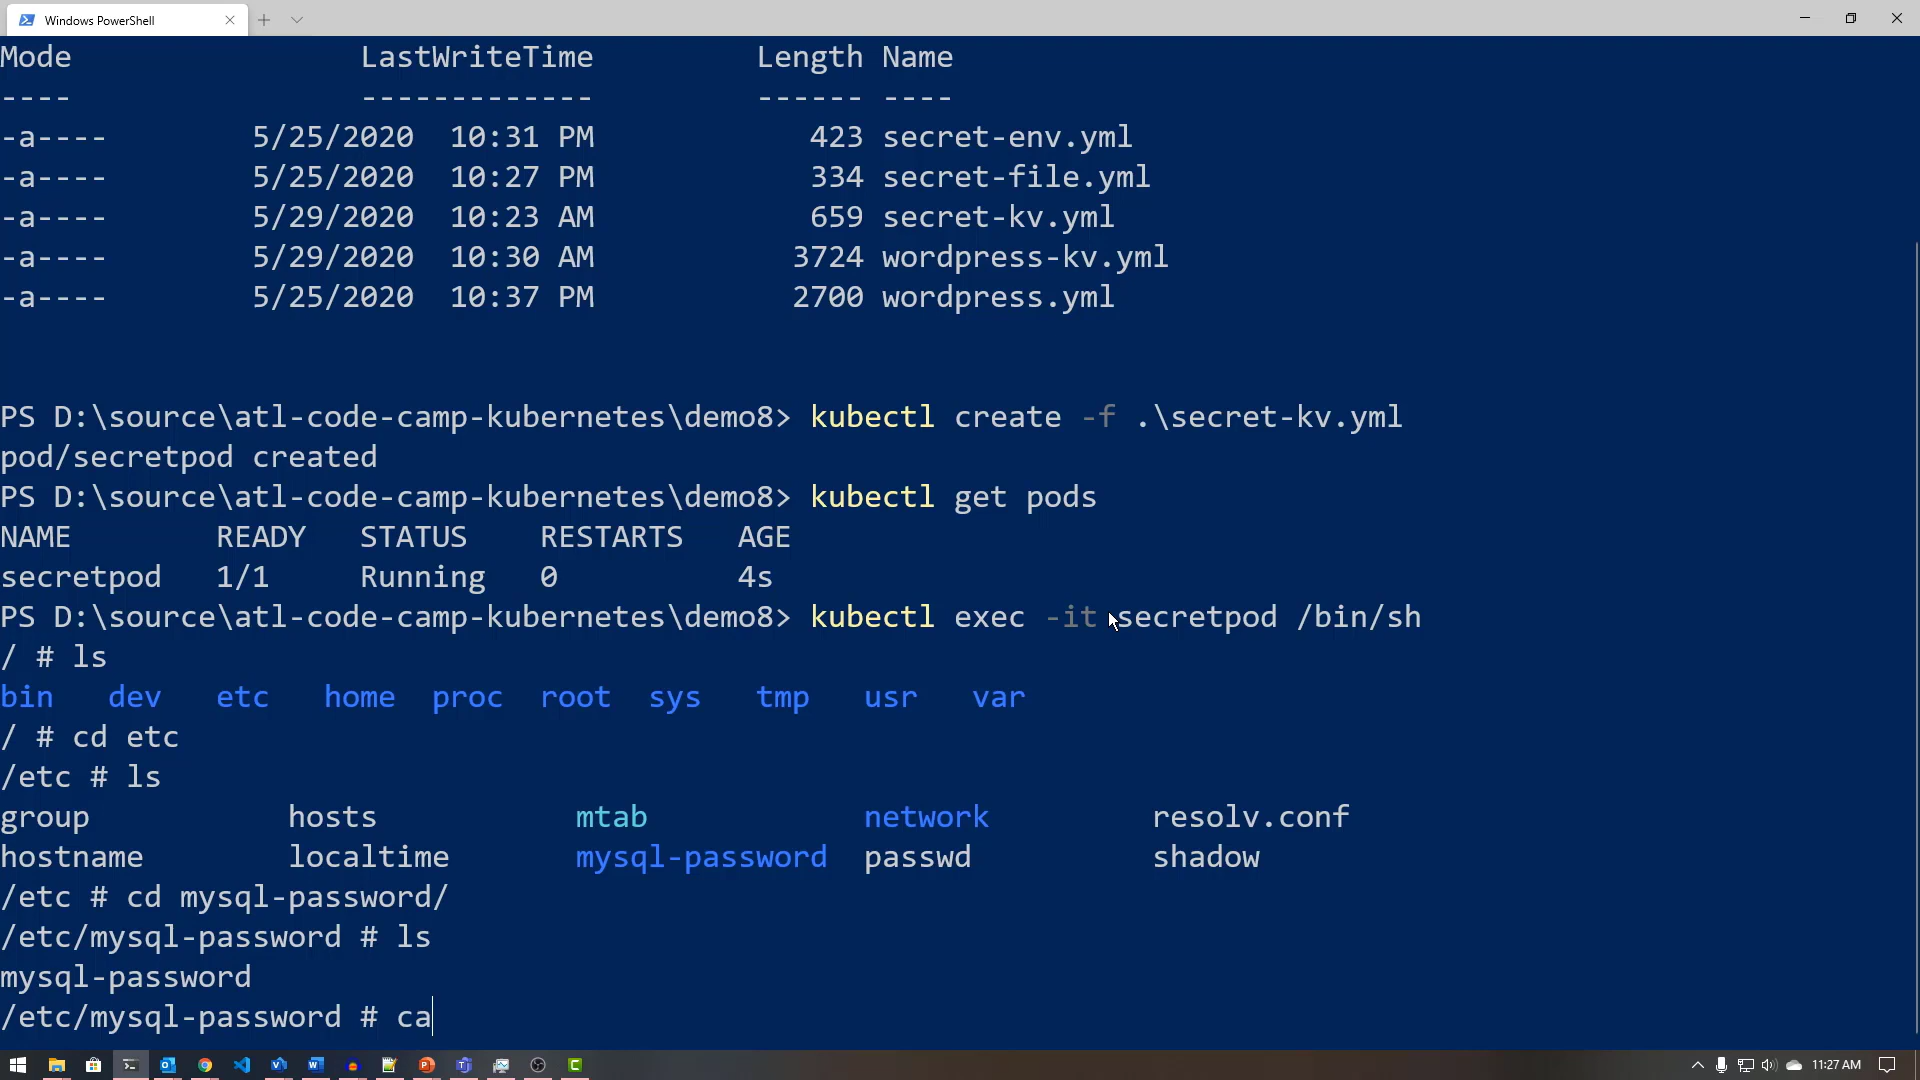 Windows PowerShell
Mode LastWriteTime Length Name
---- ------------- ------ ----
-a---- 5/25/2020 10:31 PM 423 secret-env.yml
-a---- 5/25/2020 10:27 PM 334 secret-file.yml
-a---- 5/29/2020 10:23 AM 659 secret-kv.yml
-a---- 5/29/2020 10:30 AM 3724 wordpress-kv.yml
-a---- 5/25/2020 10:37 PM 2700 wordpress.yml
PS D:\source\atl-code-camp-kubernetes\demo8> kubectl create -f .\secret-kv.yml
pod/secretpod created
PS D:\source\atl-code-camp-kubernetes\demo8> kubectl get pods
NAME READY STATUS RESTARTS AGE
secretpod 1/1 Running 0 4s
PS D:\source\atl-code-camp-kubernetes\demo8> kubectl exec -it secretpod /bin/sh
/ # ls
bin dev etc home proc root sys tmp usr var
/ # cd etc
/etc # ls
group hosts mtab network resolv.conf
hostname localtime mysql-password passwd shadow
/etc # cd mysql-password/
/etc/mysql-password # ls
mysql-password
/etc/mysql-password # ca
11:27 AM